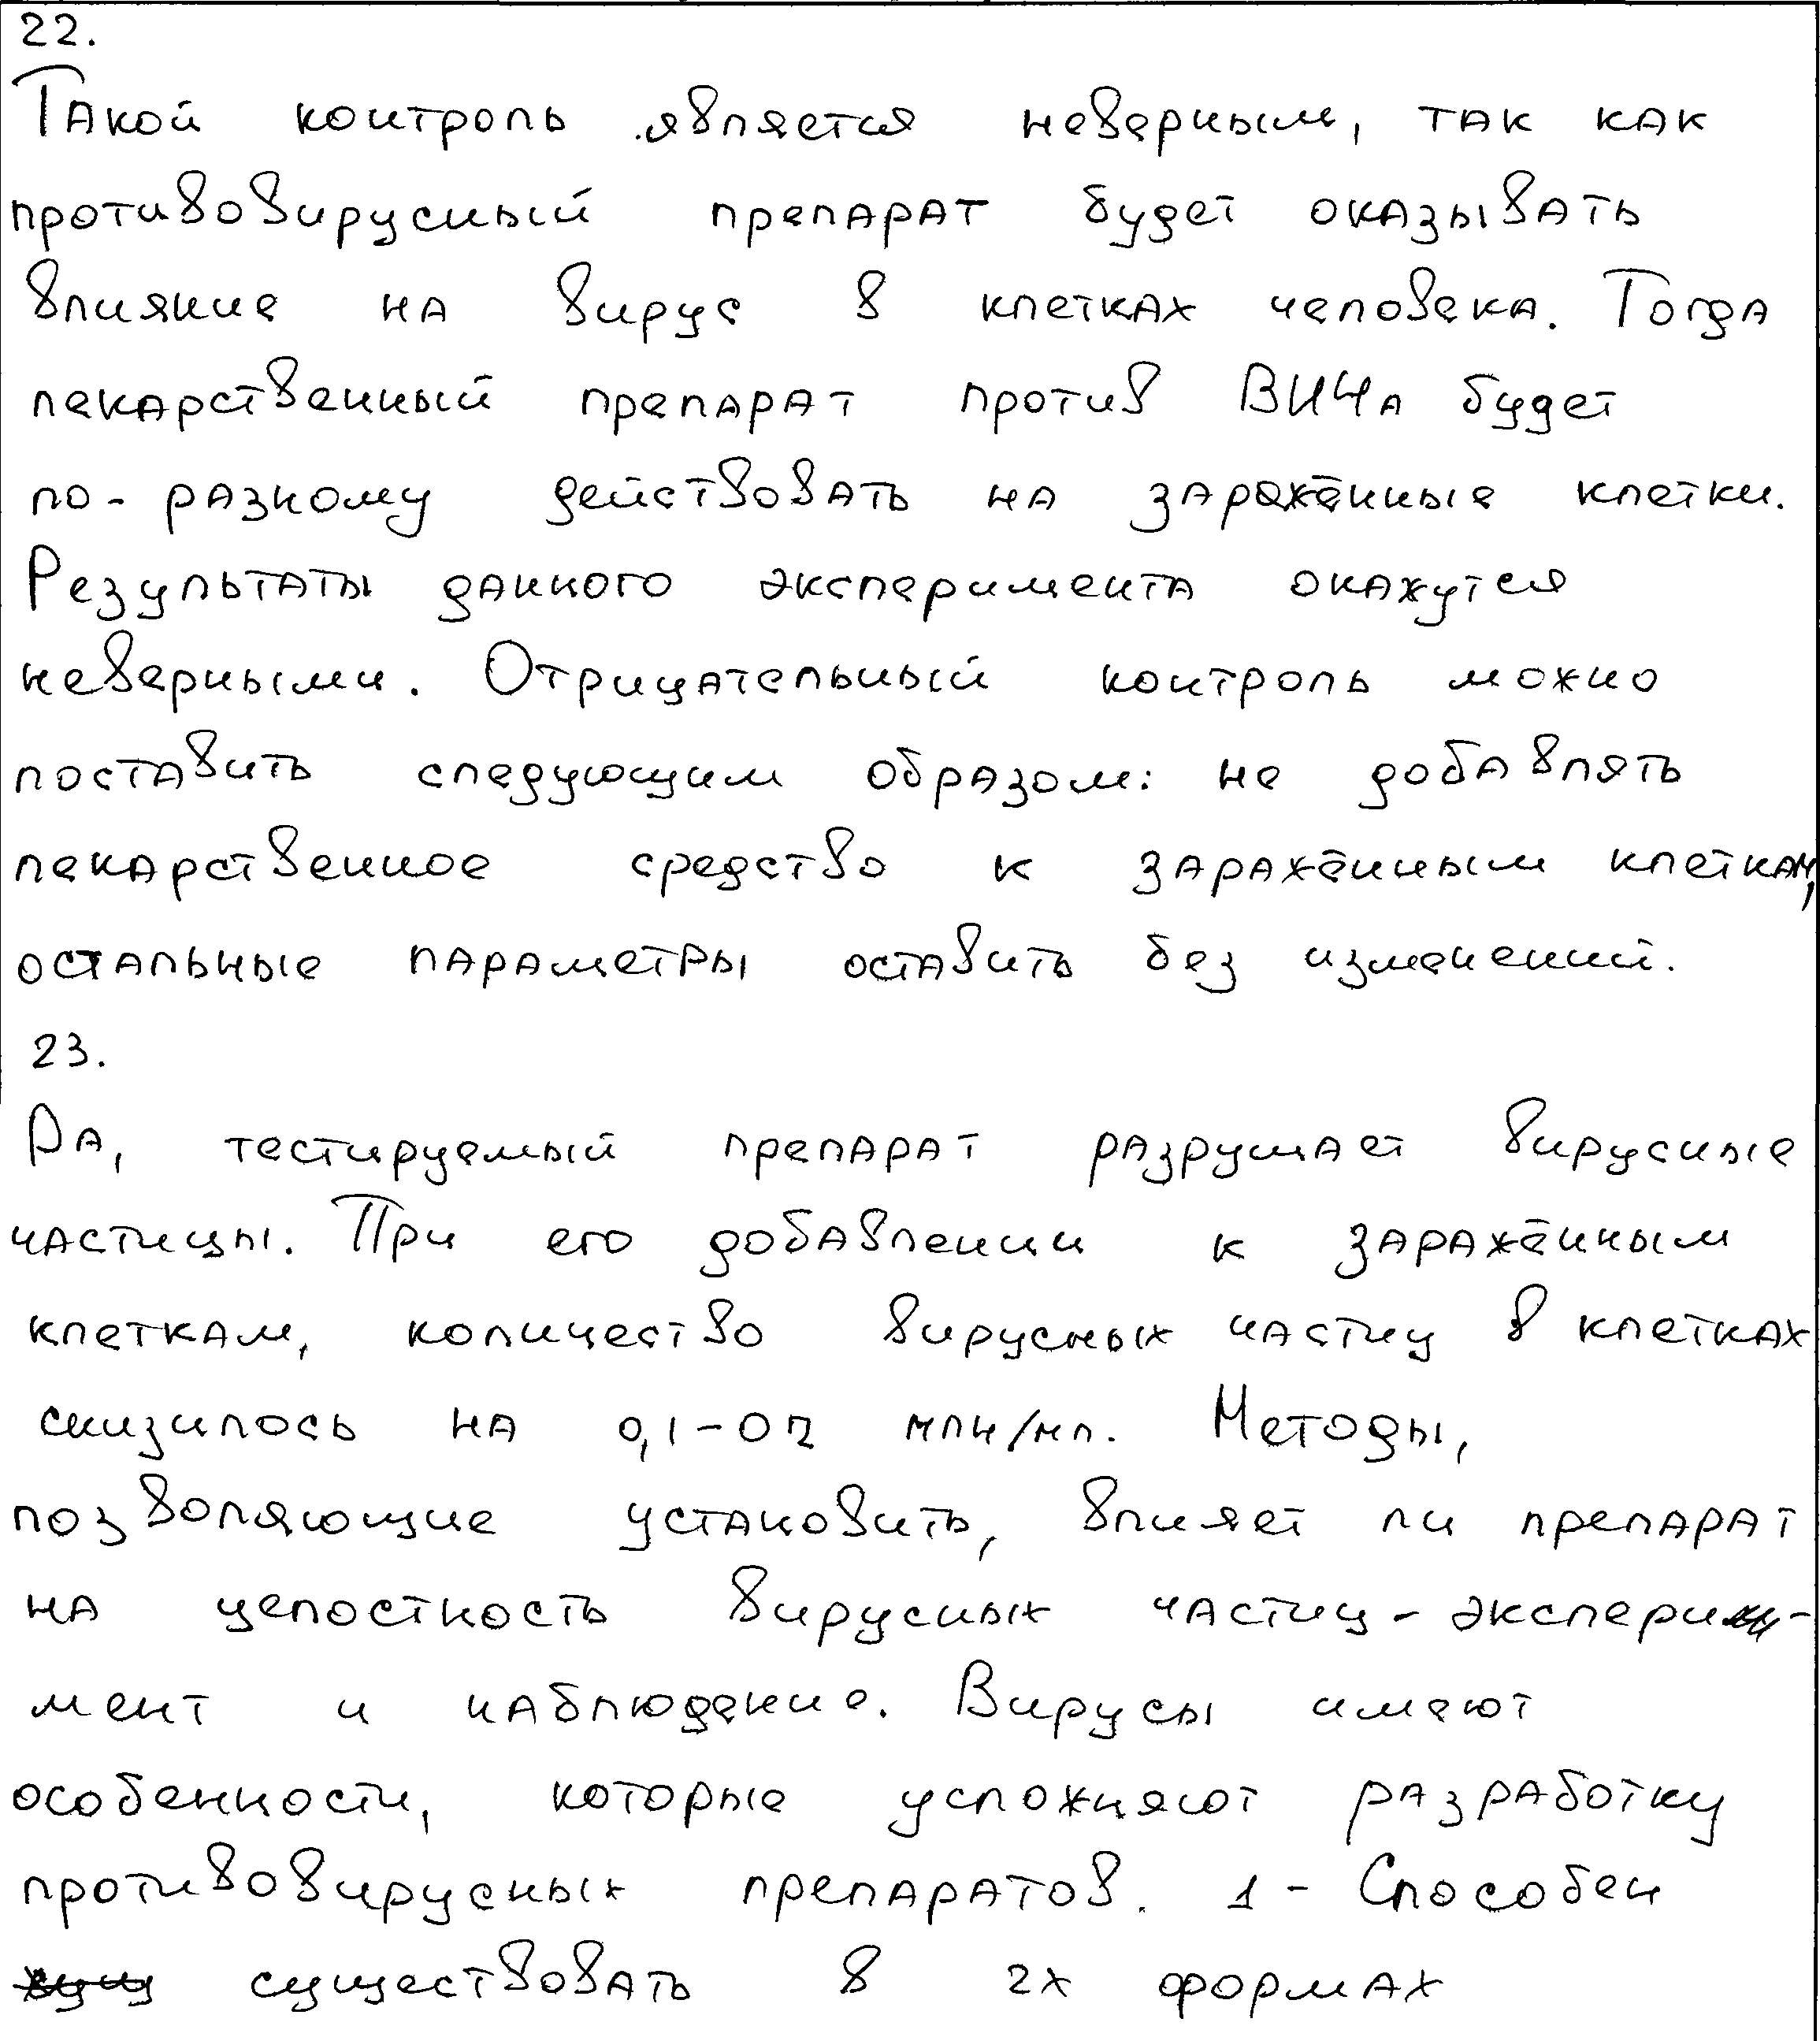 22.
Такой контроль является неверным, так как
противовирусный препарат будет оказывать
влияние на вирус в клетках человека. Тогда
лекарственный препарат против ВИЧа будет
по-разному действовать на заражённые клетки.
Результаты данного эксперимента окажутся
неверными. Отрицательный контроль можно
поставить следующим образом: не добавлять
лекарственное средство к заражённым клеткам,
остальные параметры оставить без изменений.
23.
Да, тестируемый препарат разрушает вирусные
частицы. При его добавлении к заражённым
клеткам, количество вирусных частиц в клетках
снизилось на 0,1-02 млн/мл. Методы,
позволяющие установить, влияет ли препарат
на целостность вирусных частиц - экспери-
мент и наблюдение. Вирусы имеют
особенности, которые усложняют разработку
противовирусных препаратов. 1 - Способен
существовать в 2х формах